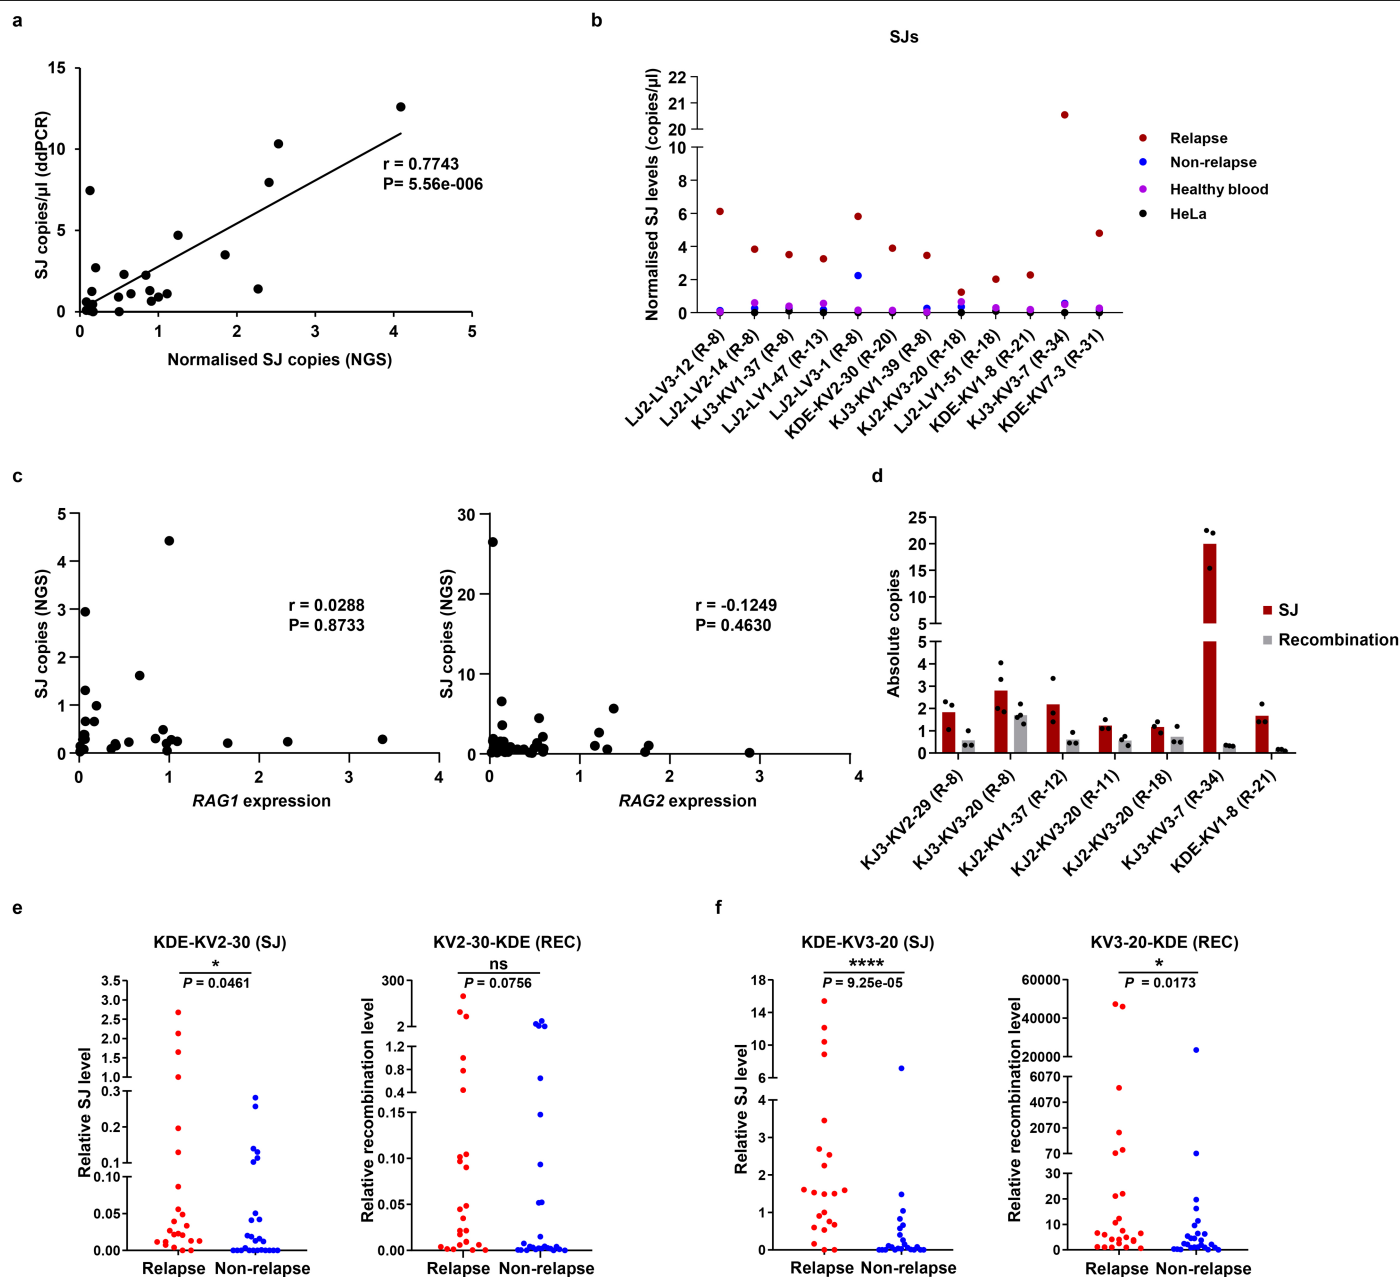 a
15
10
5
0
SJ copies/µl (ddPCR)
0 1 2 3 4 5
Normalised SJ copies (NGS)
r = 0.7743
P= 5.56e-006
b
SJs
Normalised SJ levels (copies/µl)
22
21
20
10
8
6
4
2
0
LJ2-LV3-12 (R-8)
LJ2-LV2-14 (R-8)
KJ3-KV1-37 (R-8)
LJ2-LV1-47 (R-13)
LJ2-LV3-1 (R-8)
KDE-KV2-30 (R-20)
KJ3-KV1-39 (R-8)
KJ2-KV3-20 (R-18)
LJ2-LV1-51 (R-18)
KDE-KV1-8 (R-21)
KJ3-KV3-7 (R-34)
KDE-KV7-3 (R-31)
Relapse
Non-relapse
Healthy blood
HeLa
c
SJ copies (NGS)
5
4
3
2
1
0
0 1 2 3 4
RAG1 expression
r = 0.0288
P= 0.8733
SJ copies (NGS)
30
20
10
0
0 1 2 3 4
RAG2 expression
r = -0.1249
P= 0.4630
d
Absolute copies
25
20
15
10
5
5
4
3
2
1
0
KJ3-KV2-29 (R-8)
KJ3-KV3-20 (R-8)
KJ2-KV1-37 (R-12)
KJ2-KV3-20 (R-11)
KJ2-KV3-20 (R-18)
KJ3-KV3-7 (R-34)
KDE-KV1-8 (R-21)
SJ
Recombination
e
KDE-KV2-30 (SJ)
*
P = 0.0461
Relative SJ level
3.5
3.0
2.5
2.0
1.5
1.0
0.3
0.2
0.1
0.10
0.05
0.00
Relapse Non-relapse
KV2-30-KDE (REC)
ns
P = 0.0756
Relative recombination level
300
2
1.2
0.8
0.4
0.15
0.10
0.05
0.00
Relapse Non-relapse
f
KDE-KV3-20 (SJ)
****
P = 9.25e-05
Relative SJ level
18
14
10
6
4
3
2
1
0
Relapse Non-relapse
KV3-20-KDE (REC)
*
P = 0.0173
Relative recombination level
60000
40000
20000
6070
4070
2070
70
30
20
10
0
Relapse Non-relapse